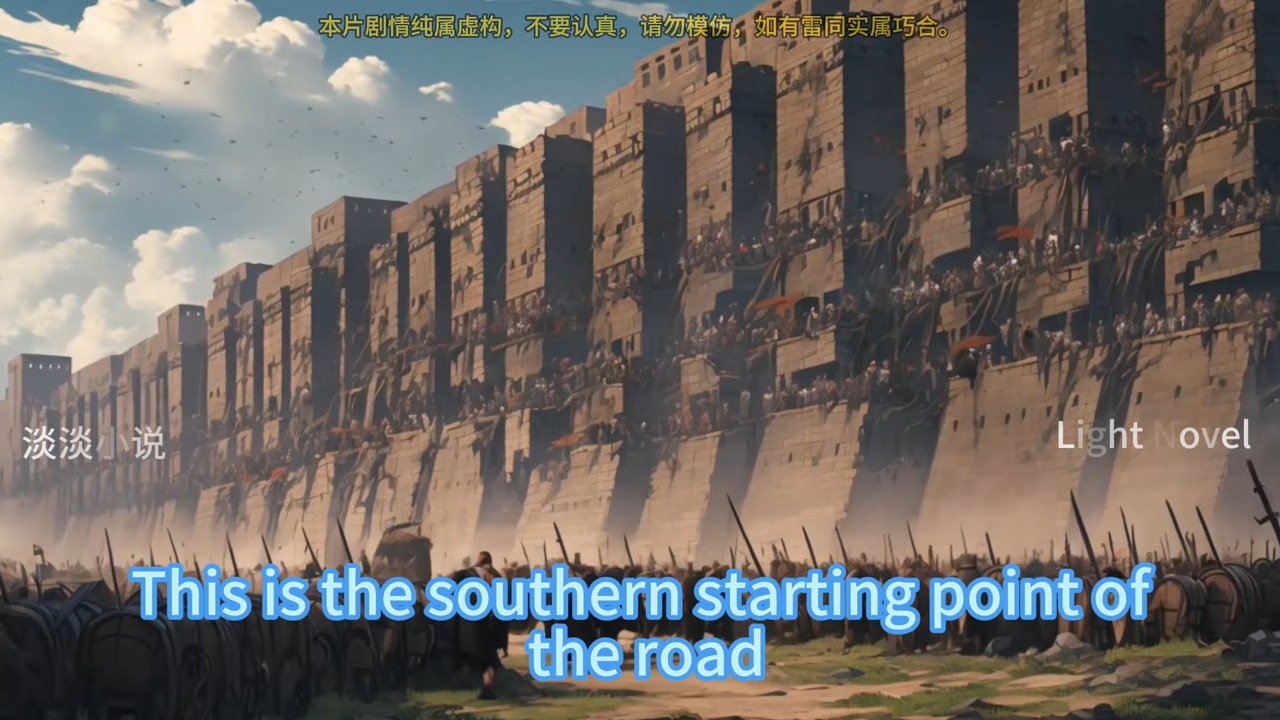 本片剧情纯属虚构，不要认真，请勿模仿，如有雷同实属巧合。
淡淡小说
Light Novel
This is the southern starting point of
the road